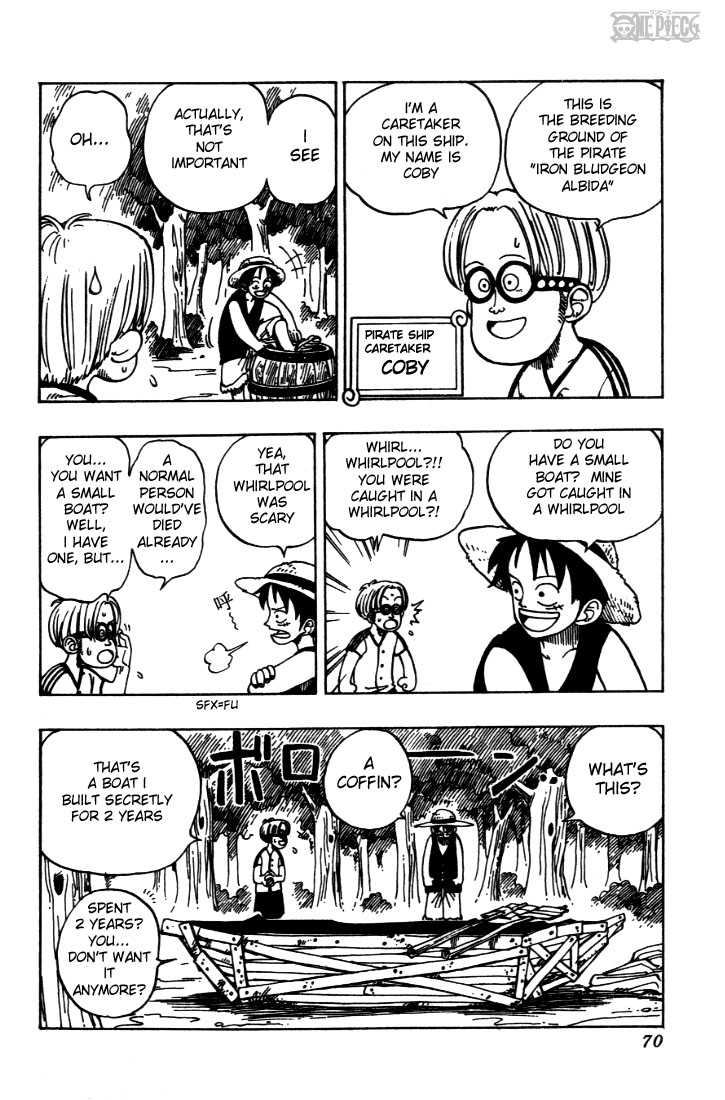 ONE PIECE
THIS IS
THE BREEDING
GROUND OF
THE PIRATE
"IRON BLUDGEON
ALBIDA"
I'M A
CARETAKER
ON THIS SHIP.
MY NAME IS
COBY
PIRATE SHIP
CARETAKER
COBY
I
SEE
ACTUALLY,
THAT'S
NOT
IMPORTANT
OH...
DO YOU
HAVE A SMALL
BOAT? MINE
GOT CAUGHT IN
A WHIRLPOOL
WHIRL...
WHIRLPOOL?!!
YOU WERE
CAUGHT IN A
WHIRLPOOL?!
YEA,
THAT
WHIRLPOOL
WAS
SCARY
A
NORMAL
PERSON
WOULD'VE
DIED
ALREADY
...
YOU...
YOU WANT
A SMALL
BOAT?
WELL,
I HAVE
ONE, BUT...
SFX=FU
WHAT'S
THIS?
A
COFFIN?
ボローン
THAT'S
A BOAT I
BUILT SECRETLY
FOR 2 YEARS
SPENT
2 YEARS?
YOU...
DON'T WANT
IT
ANYMORE?
70